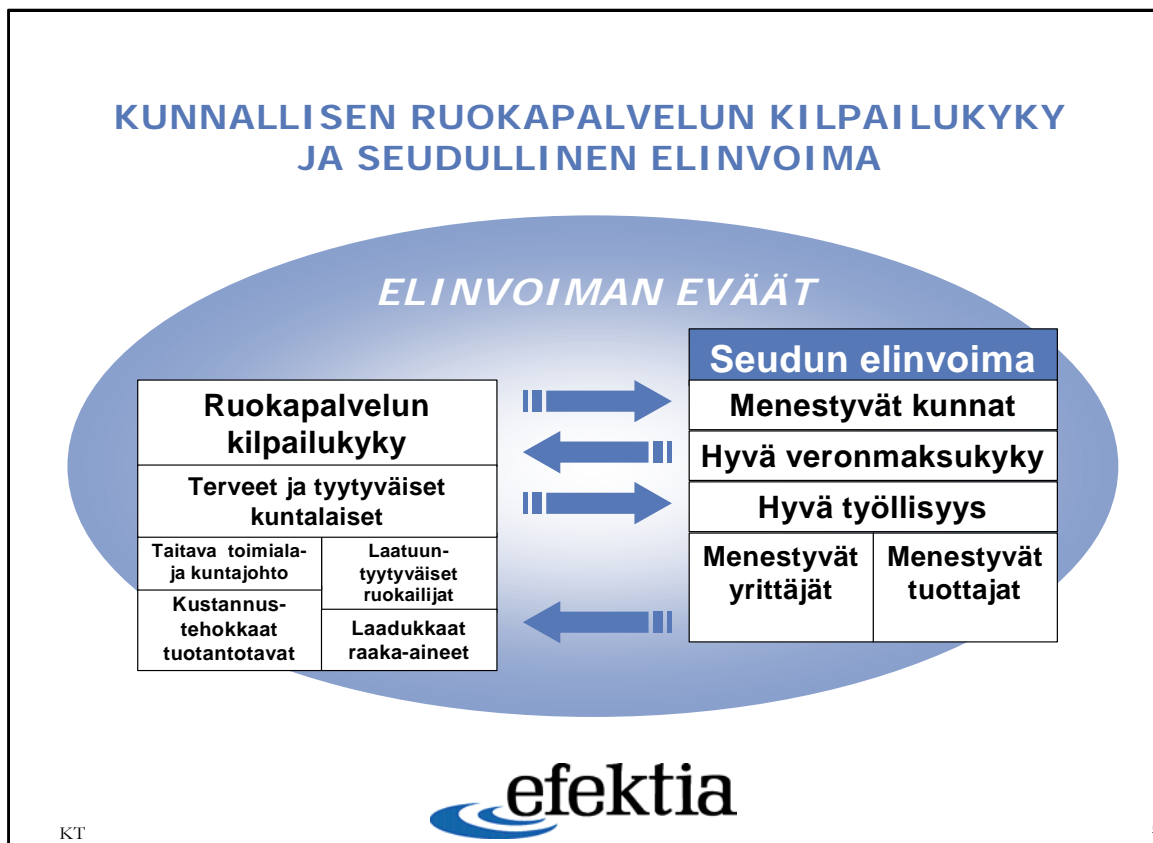 KUNNALLISEN RUOKAPALVELUN KILPAILUKYKY
JA SEUDULLINEN ELINVOIMA
ELINVOIMAN EVÄÄT
Ruokapalvelun
kilpailukyky
Terveet ja tyytyväiset
kuntalaiset
Taitava toimiala-
ja kuntajohto
Kustannus-
tehokkaat
tuotantotavat
Laatuun-
tyytyväiset
ruokailijat
Laadukkaat
raaka-aineet
Seudun elinvoima
Menestyvät kunnat
Hyvä veronmaksukyky
Hyvä työllisyys
Menestyvät
yrittäjät
Menestyvät
tuottajat
efektia
KT